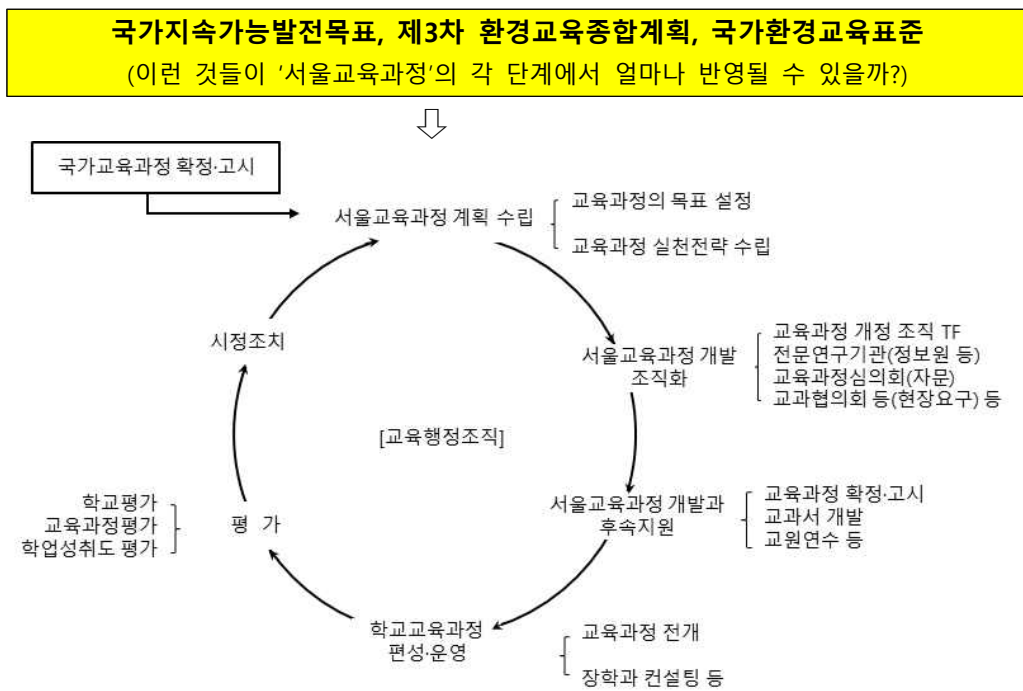 국가지속가능발전목표, 제3차 환경교육종합계획, 국가환경교육표준
(이런 것들이 '서울교육과정'의 각 단계에서 얼마나 반영될 수 있을까?)
국가교육과정 확정·고시
서울교육과정 계획 수립
교육과정의 목표 설정
교육과정 실천전략 수립
서울교육과정 개발
조직화
교육과정 개정 조직 TF
전문연구기관(정보원 등)
교육과정심의회(자문)
교과협의회 등(현장요구) 등
시정조치
[교육행정조직]
서울교육과정 개발과
후속지원
교육과정 확정·고시
교과서 개발
교원연수 등
학교평가
교육과정평가
학업성취도 평가
평 가
학교교육과정
편성·운영
교육과정 전개
장학과 컨설팅 등